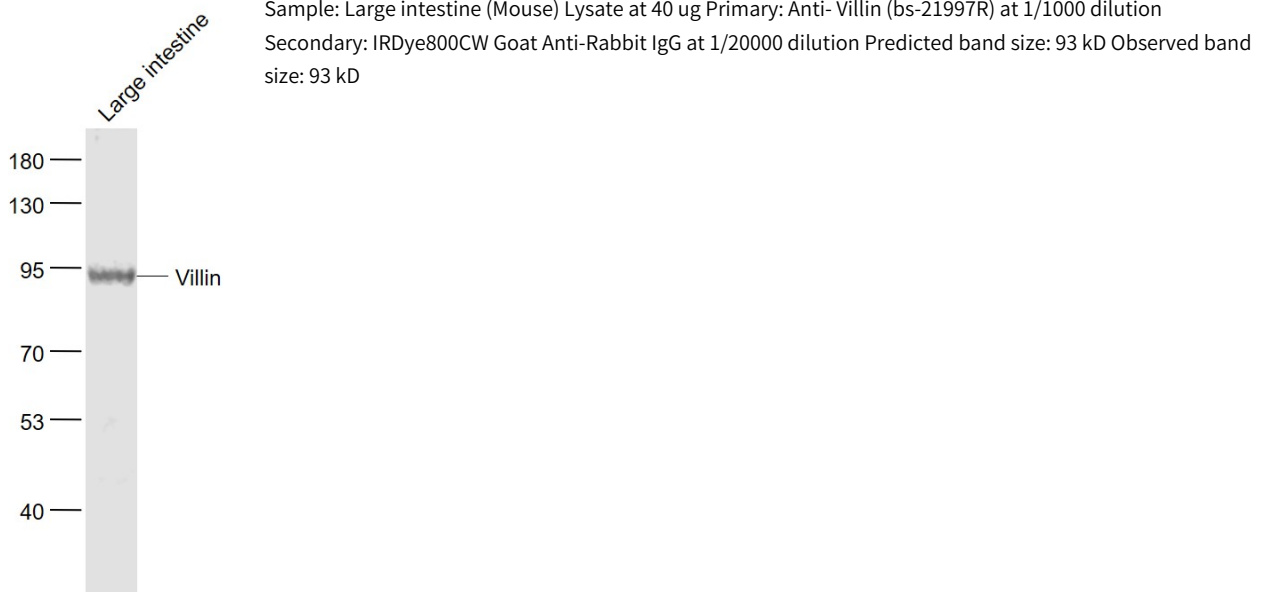 Sample: Large intestine (Mouse) Lysate at 40 ug Primary: Anti- Villin (bs-21997R) at 1/1000 dilution
Secondary: IRDye800CW Goat Anti-Rabbit IgG at 1/20000 dilution Predicted band size: 93 kD Observed band
size: 93 kD
Large intestine
180
130
95
Villin
70
53
40